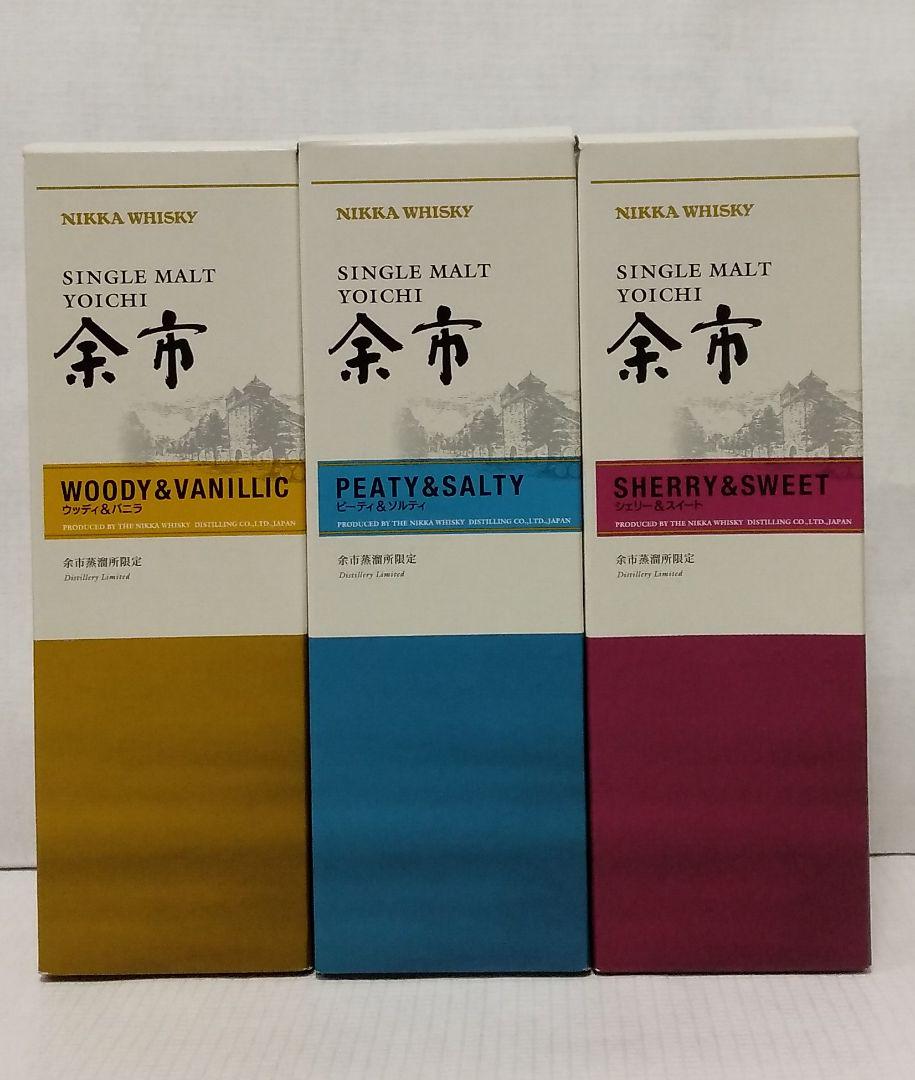 NIKKA WHISKY
SINGLE MALT
YOICHI
余市
WOODY&VANILLIC
ウッディ&バニラ
PRODUCED BY THE NIKKA WHISKY DISTILLING CO.,LTD.,JAPAN
余市蒸溜所限定
Distillery Limited
NIKKA WHISKY
SINGLE MALT
YOICHI
余市
PEATY&SALTY
ピーティ&ソルティ
PRODUCED BY THE NIKKA WHISKY DISTILLING CO.,LTD.,JAPAN
余市蒸溜所限定
Distillery Limited
NIKKA WHISKY
SINGLE MALT
YOICHI
余市
SHERRY&SWEET
シェリー&スイート
PRODUCED BY THE NIKKA WHISKY DISTILLING CO.,LTD.,JAPAN
余市蒸溜所限定
Distillery Limited